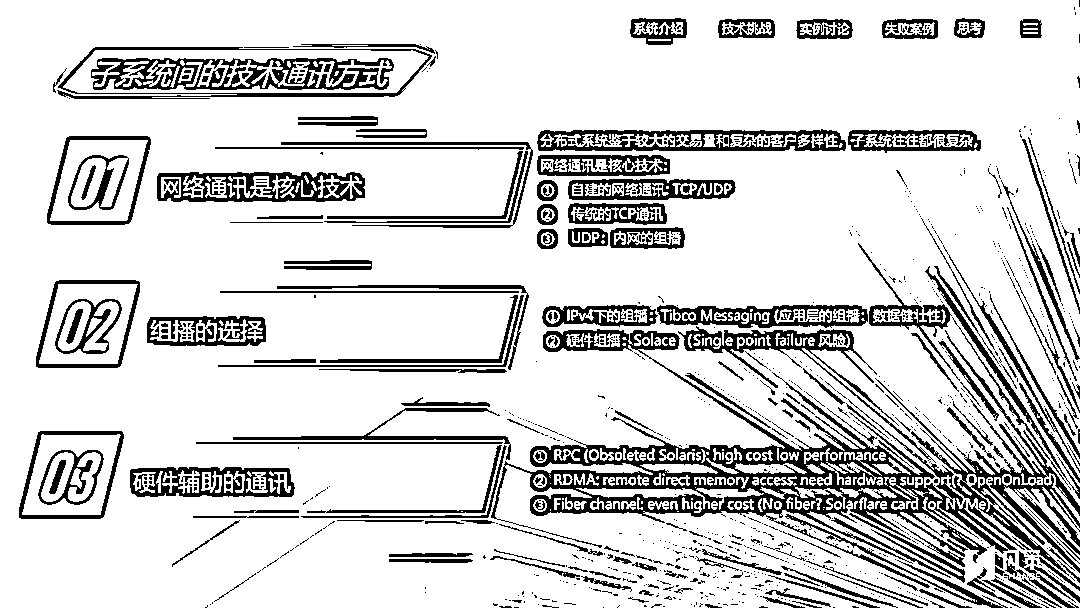 系统介绍 技术挑战 实例讨论 失败案例 思考
子系统间的技术通讯方式
01
网络通讯是核心技术
分布式系统鉴于较大的交易量和复杂的客户多样性，子系统往往都很复杂，
网络通讯是核心技术:
① 自建的网络通讯: TCP/UDP
② 传统的TCP通讯
③ UDP：内网的组播
02
组播的选择
① IPv4下的组播：Tibco Messaging (应用层的组播：数据健壮性)
② 硬件组播：Solace （Single point failure 风险)
03
硬件辅助的通讯
① RPC (Obsoleted Solaris): high cost low performance
② RDMA: remote direct memory access: need hardware support(? OpenOnLoad)
③ Fiber channel: even higher cost (No fiber? Solarflare card for NVMe)